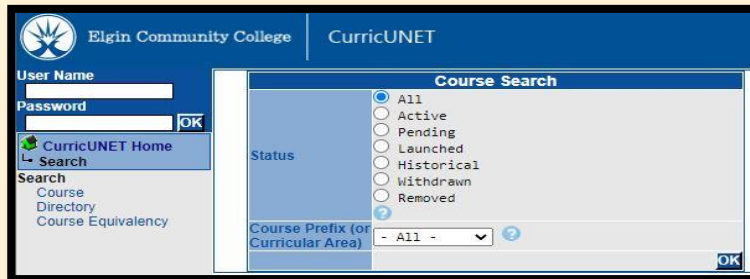 Elgin Community College
CurricUNET
User Name
Password
OK
CurricUNET Home
Search
Search
Course
Directory
Course Equivalency
Course Search
Status
All
Active
Pending
Launched
Historical
Withdrawn
Removed
?
Course Prefix (or
Curricular Area)
- All -
?
OK